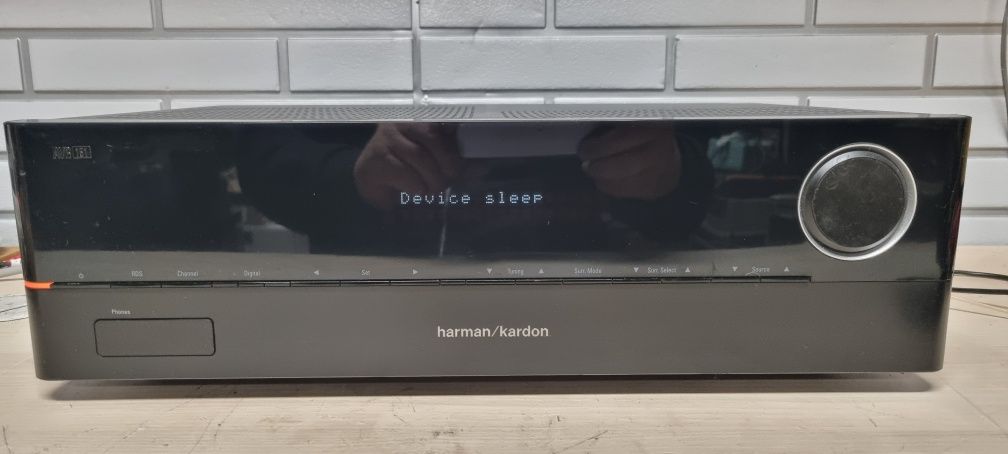 AVR 151
Device sleep
RDS Channel Digital ◀ Set ▶ ▼ Tuning ▲ Surr. Mode ▼ Surr. Select ▲ ▼ Source ▲
Phones
harman/kardon